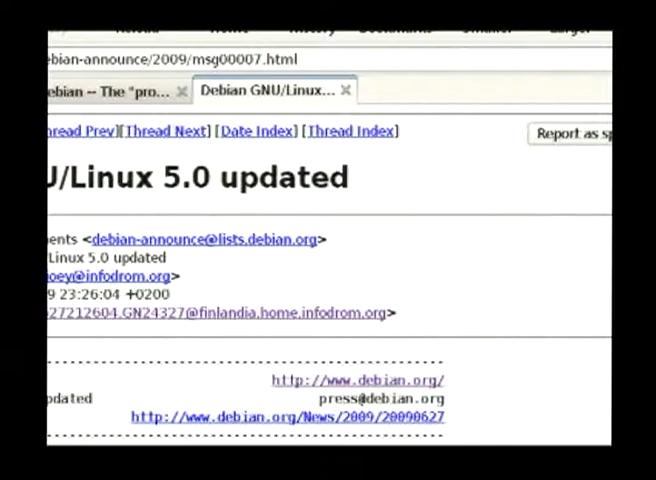 ebian-announce/2009/msg00007.html
ebian -- The "pro... Debian GNU/Linux...
hread Prev][Thread Next] [Date Index] [Thread Index] Report as sp
U/Linux 5.0 updated
ents <debian-announce@lists.debian.org>
Linux 5.0 updated
oey@infodrom.org>
9 23:26:04 +0200
27212604.GN24327@finlandia.home.infodrom.org>
http://www.debian.org/
pdated press@debian.org
http://www.debian.org/News/2009/20090627